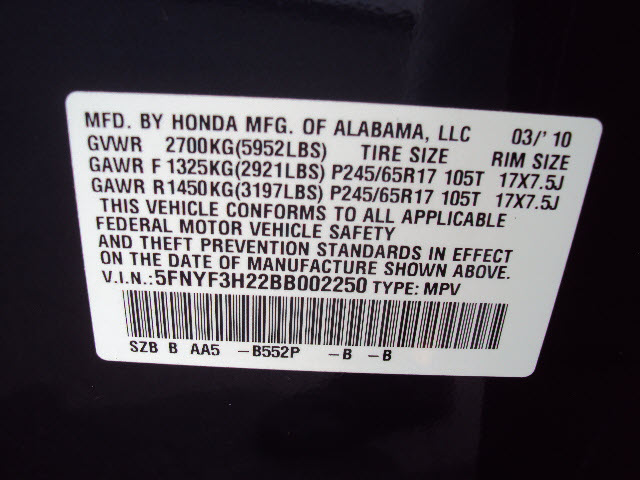 MFD. BY HONDA MFG. OF ALABAMA, LLC 03/'10
GVWR 2700KG(5952LBS) TIRE SIZE RIM SIZE
GAWR F 1325KG(2921LBS) P245/65R17 105T 17X7.5J
GAWR R 1450KG(3197LBS) P245/65R17 105T 17X7.5J
THIS VEHICLE CONFORMS TO ALL APPLICABLE
FEDERAL MOTOR VEHICLE SAFETY
AND THEFT PREVENTION STANDARDS IN EFFECT
ON THE DATE OF MANUFACTURE SHOWN ABOVE.
V.I.N.:5FNYF3H22BB002250 TYPE: MPV
SZB B AA5 -B552P -B -B